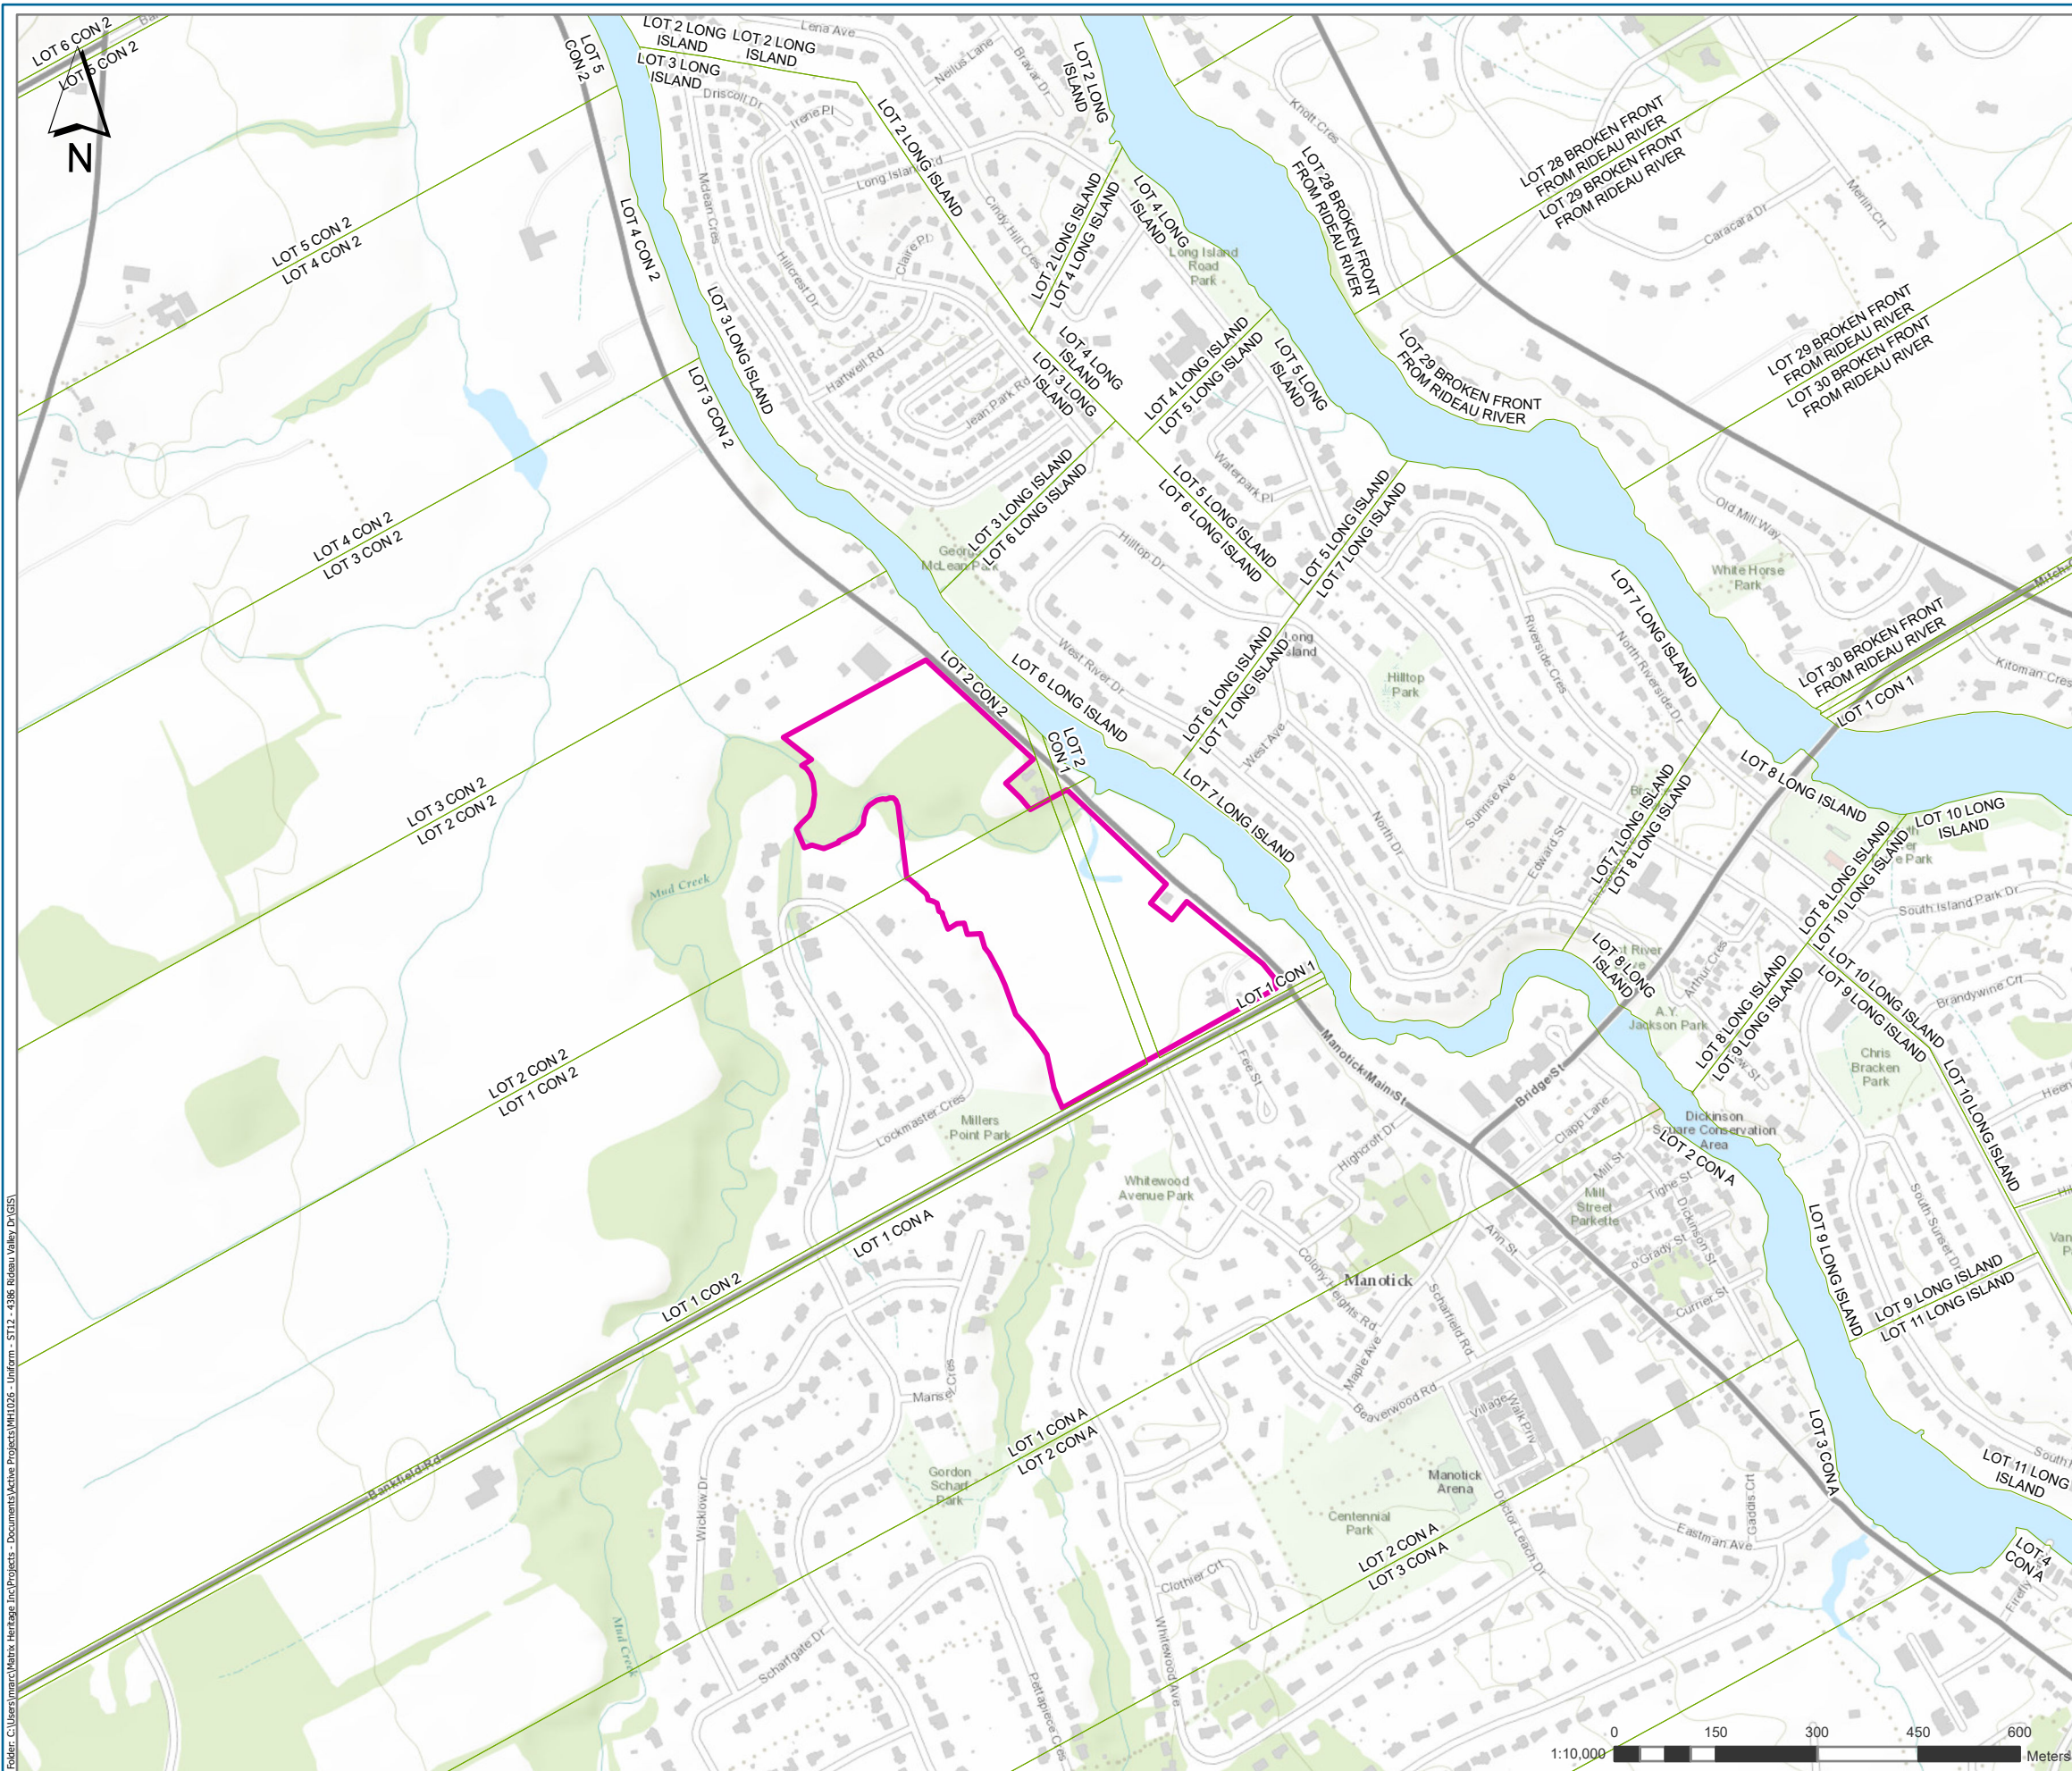 LOT 6 CON 2
LOT 5 CON 2
N
LOT 5
CON 2
LOT 2 LONG
ISLAND
LOT 2 LONG
ISLAND
LOT 3 LONG
ISLAND
Lena Ave
Nellus Lane
Bravar Dr
LOT 2 LONG
ISLAND
Driscoll Dr
Irene Pl
Long Island Rd
LOT 2 LONG ISLAND
Knott Cres
LOT 28 BROKEN FRONT
FROM RIDEAU RIVER
LOT 28 BROKEN FRONT
FROM RIDEAU RIVER
LOT 29 BROKEN FRONT
FROM RIDEAU RIVER
Merlin Crt
Caracara Dr
Mclean Cres
LOT 4 CON 2
LOT 5 CON 2
LOT 4 CON 2
Hillcrest Dr
Claire Pl
Cindy Hill Cres
LOT 2 LONG ISLAND
LOT 4 LONG ISLAND
LOT 4 LONG
ISLAND
Long Island
Road
Park
LOT 3 LONG ISLAND
Hartwell Rd
Jean Park Rd
LOT 4 LONG
ISLAND
LOT 3 LONG
ISLAND
LOT 4 LONG ISLAND
LOT 5 LONG ISLAND
LOT 5 LONG
ISLAND
LOT 29 BROKEN FRONT
FROM RIDEAU RIVER
LOT 29 BROKEN FRONT
FROM RIDEAU RIVER
LOT 30 BROKEN FRONT
FROM RIDEAU RIVER
LOT 3 CON 2
LOT 4 CON 2
LOT 3 CON 2
LOT 3 LONG ISLAND
LOT 6 LONG ISLAND
McLean Park
Hilltop Dr
Waterpark Pl
LOT 5 LONG ISLAND
LOT 6 LONG ISLAND
LOT 5 LONG ISLAND
LOT 7 LONG ISLAND
Old Mill Way
White Horse
Park
LOT 7 LONG ISLAND
LOT 30 BROKEN FRONT
FROM RIDEAU RIVER
LOT 1 CON 1
Kitoman Cres
Long
Island
Hilltop
Park
Riverside Cres
North Riverside Dr
West River Dr
LOT 2 CON 2
LOT 6 LONG ISLAND
LOT 6 LONG ISLAND
LOT 7 LONG ISLAND
West Ave
LOT 2
CON 1
LOT 7 LONG ISLAND
North Dr
Sunrise Ave
Edward St
LOT 7 LONG ISLAND
LOT 8 LONG ISLAND
LOT 8 LONG ISLAND
LOT 10 LONG
ISLAND
LOT 8 LONG ISLAND
LOT 10 LONG ISLAND
South Island Park Dr
LOT 3 CON 2
LOT 2 CON 2
Mud Creek
LOT 8 LONG
ISLAND
Arthur Cres
A.Y.
Jackson Park
LOT 8 LONG ISLAND
LOT 9 LONG ISLAND
LOT 10 LONG ISLAND
LOT 9 LONG ISLAND
Brandywine Crt
Chris
Bracken
Park
LOT 10 LONG ISLAND
LOT 1 CON 1
Manotick Main St
Fee St
Bridge St
Highcroft Dr
Clapp Lane
Mill St
Tighe St
Dickinson St
Dickinson
Square Conservation
Area
LOT 2 CON A
LOT 2 CON 2
LOT 1 CON 2
Lockmaster Cres
Millers
Point Park
Whitewood
Avenue Park
Mill
Street
Parkette
Ann St
O'Grady St
Currier St
South Sunset Dr
LOT 9 LONG ISLAND
LOT 9 LONG ISLAND
LOT 11 LONG ISLAND
LOT 1 CON A
LOT 1 CON 2
Manotick
Colony Heights Rd
Scharfield Rd
Maple Ave
Beaverwood Rd
Village
Walk Priv
Mansel Cres
LOT 1 CON A
LOT 2 CON A
LOT 3 CON A
Bankfield Rd
Wicklow Dr
Gordon
Scharf
Park
Manotick
Arena
Centennial
Park
Doctor Leach Dr
LOT 2 CON A
LOT 3 CON A
Gaddis Crt
Eastman Ave
LOT 11 LONG
ISLAND
LOT 4
CON A
Clothier Crt
Mud Creek
Scharfgate Dr
Pettapiece Cres
Whitewood Ave
0 150 300 450 600
1:10,000
Meters
Folder: C:\Users\mrarc\Matrix Heritage Inc\Projects - Documents\Active Projects\MH1026 - Uniform - ST12 - 4386 Rideau Valley Dr\GIS\